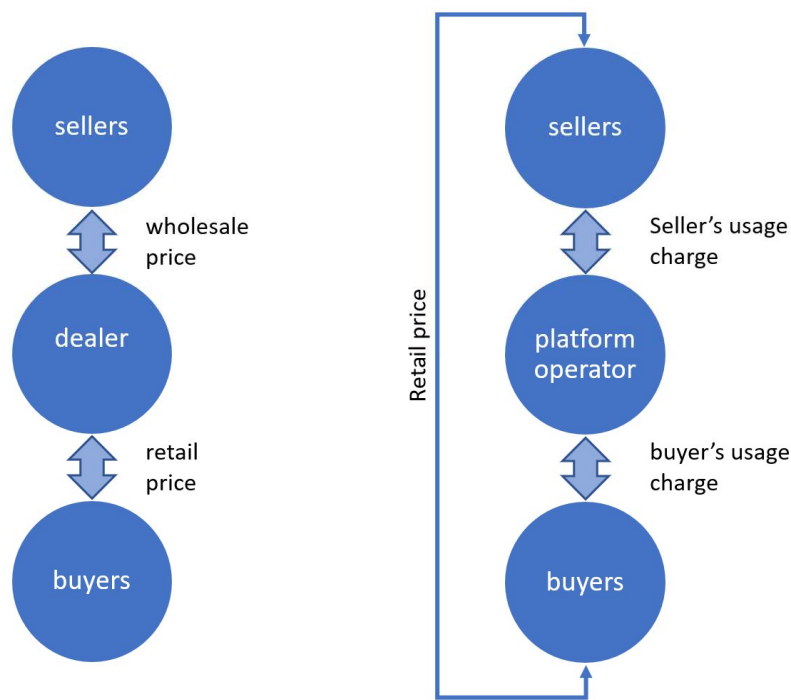 sellers
wholesale
price
dealer
retail
price
buyers
Retail price
sellers
Seller's usage
charge
platform
operator
buyer's usage
charge
buyers